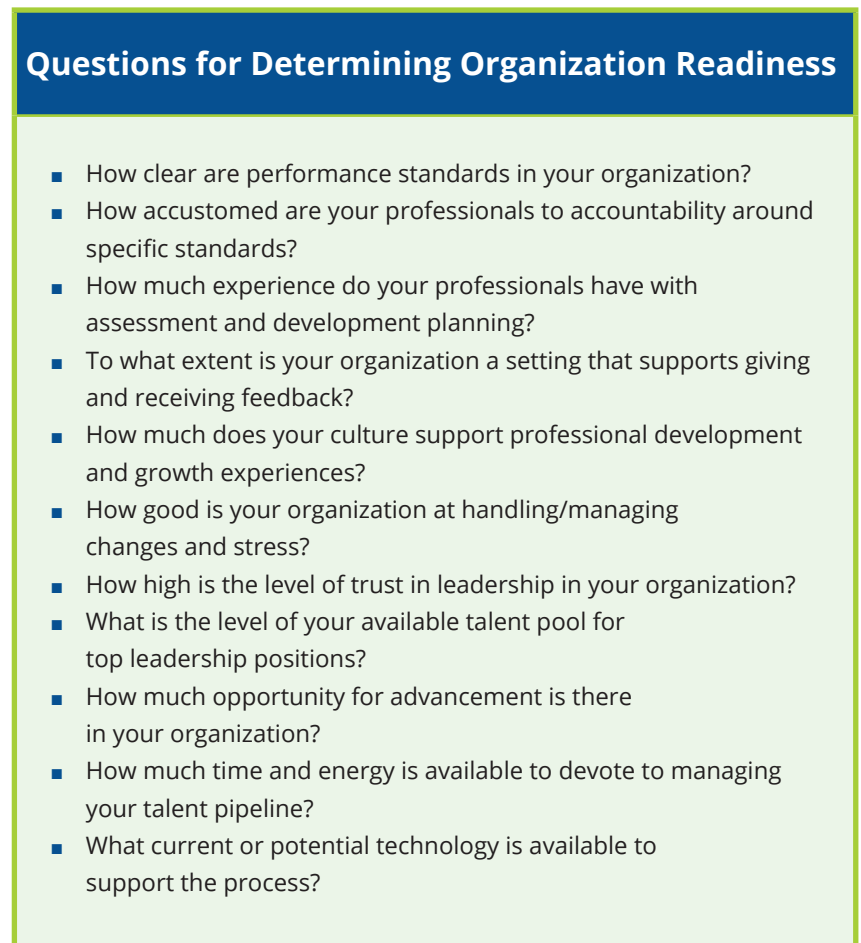 Questions for Determining Organization Readiness
▪ How clear are performance standards in your organization?
▪ How accustomed are your professionals to accountability around
specific standards?
▪ How much experience do your professionals have with
assessment and development planning?
▪ To what extent is your organization a setting that supports giving
and receiving feedback?
▪ How much does your culture support professional development
and growth experiences?
▪ How good is your organization at handling/managing
changes and stress?
▪ How high is the level of trust in leadership in your organization?
▪ What is the level of your available talent pool for
top leadership positions?
▪ How much opportunity for advancement is there
in your organization?
▪ How much time and energy is available to devote to managing
your talent pipeline?
▪ What current or potential technology is available to
support the process?